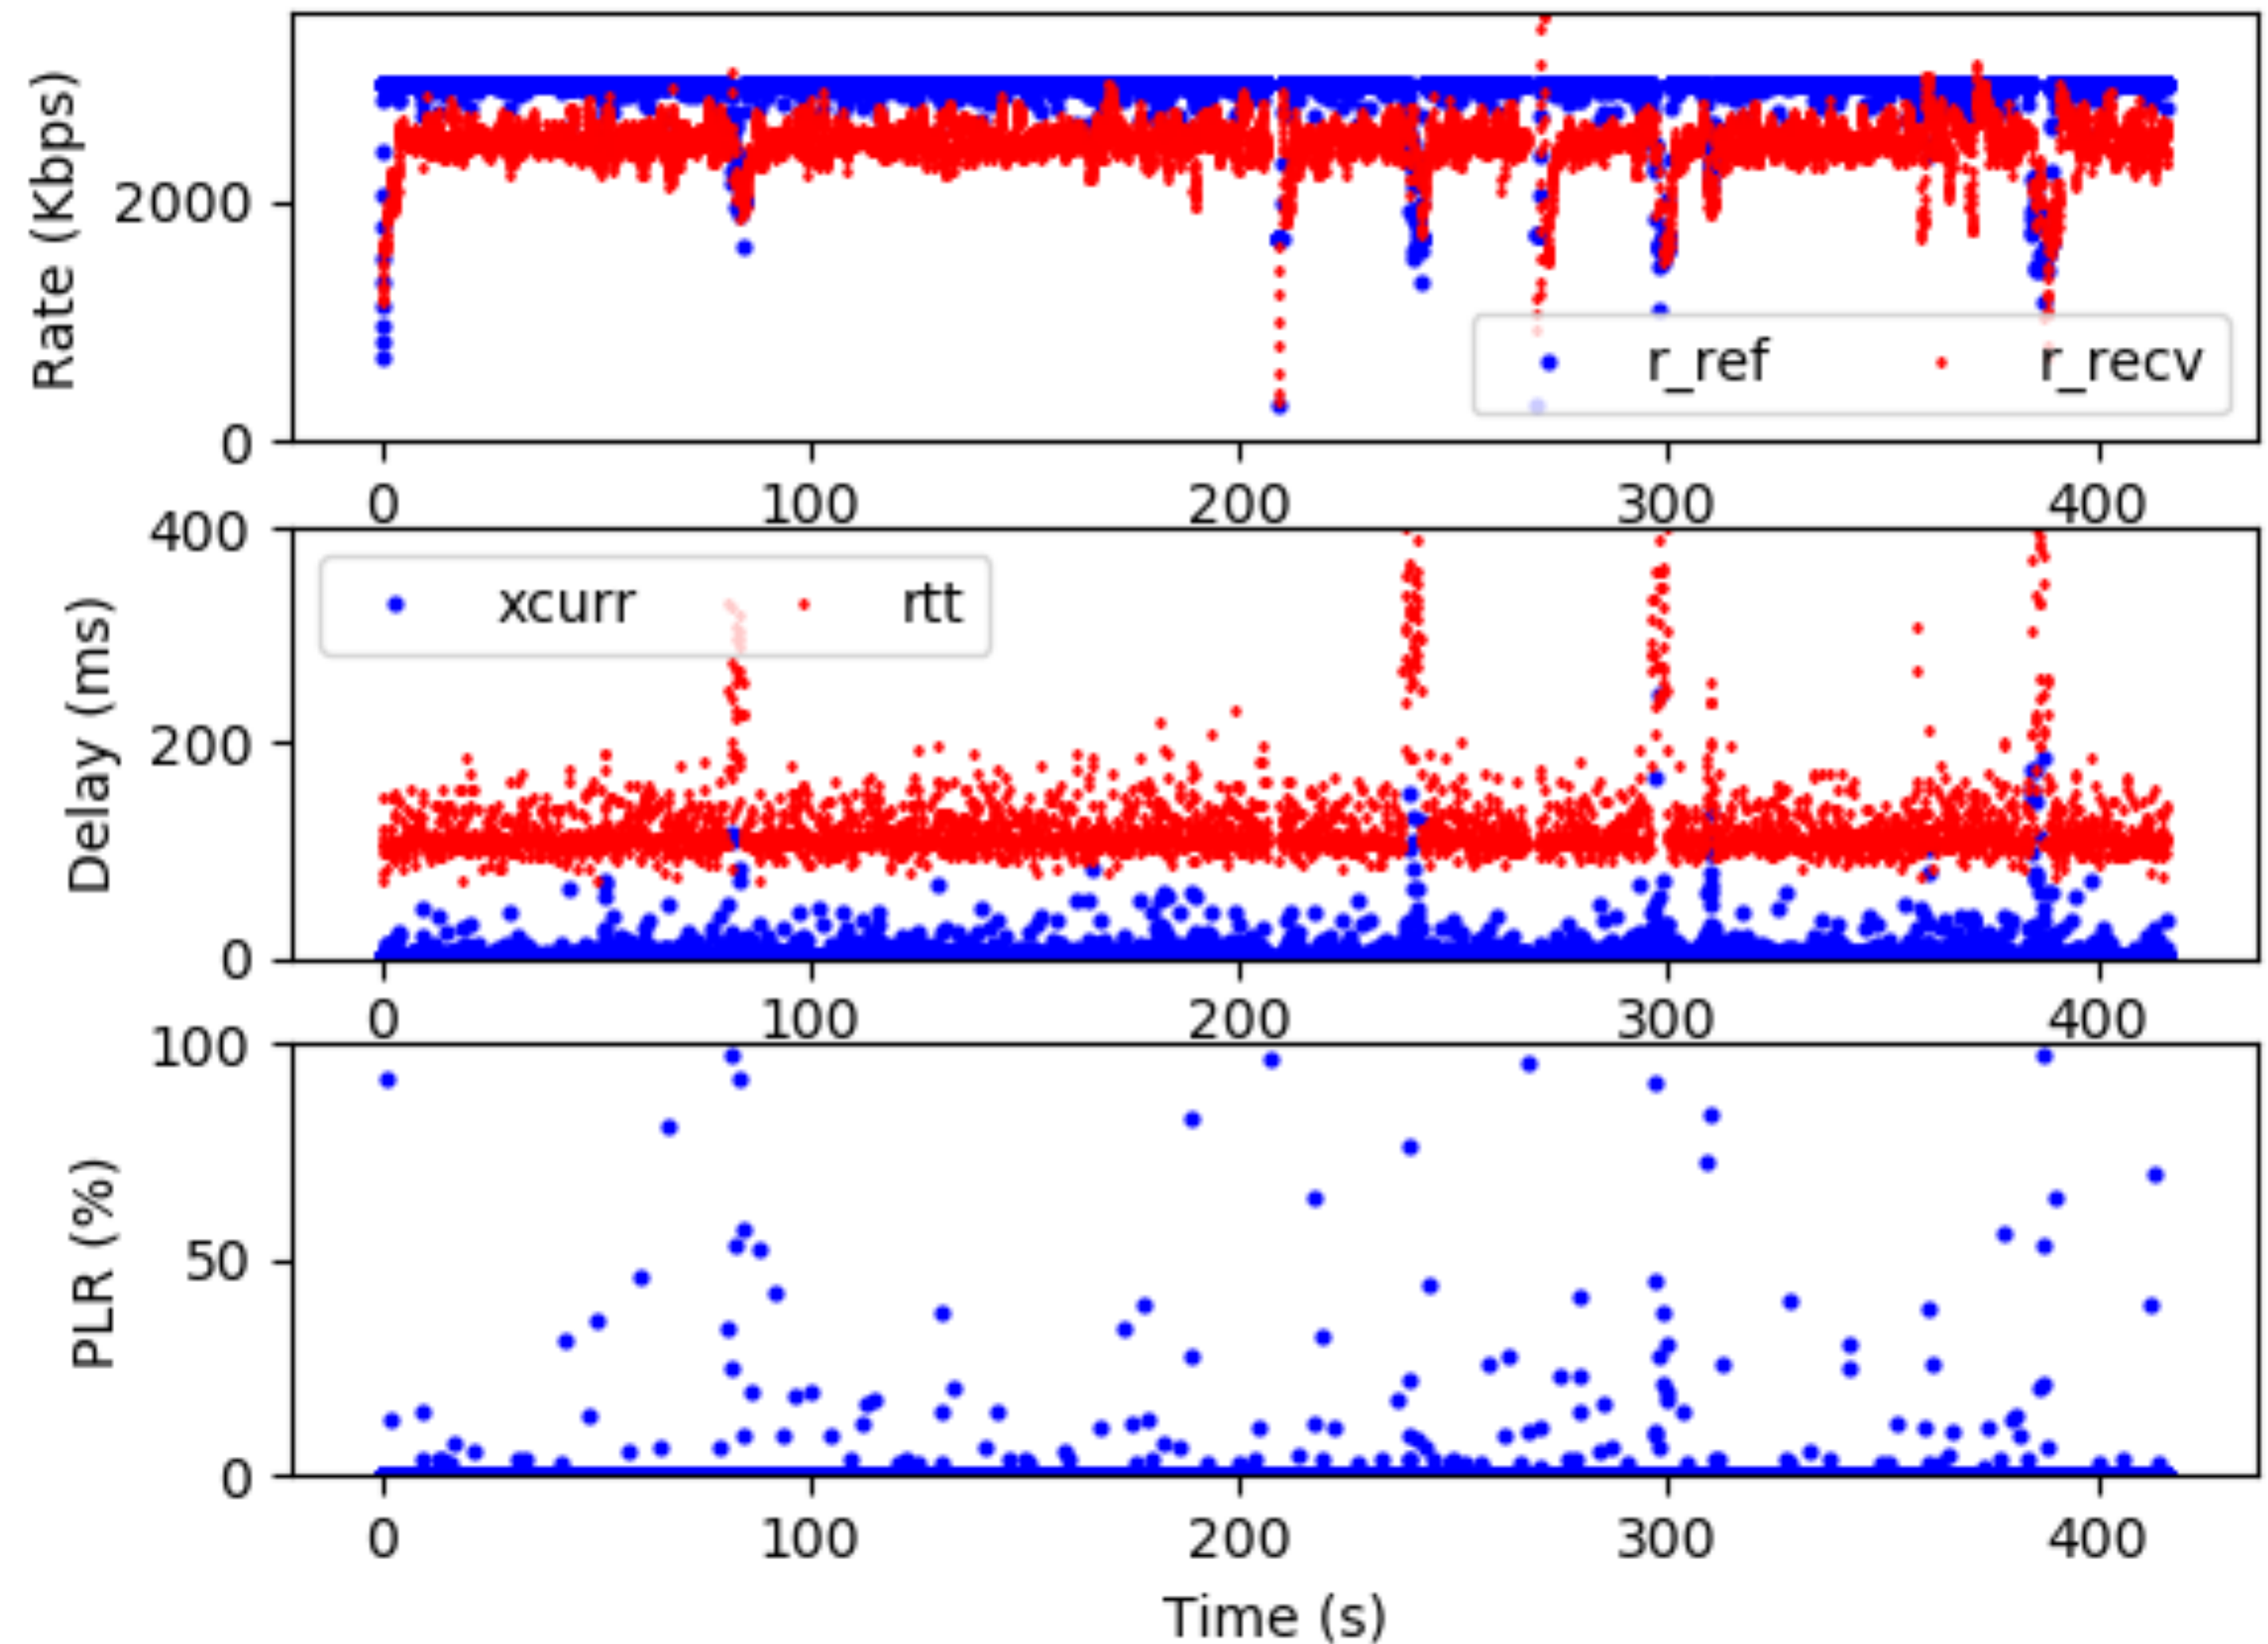 Rate (Kbps)
2000
0
r_ref r_recv
0 100 200 300 400
Delay (ms)
400
200
0
xcurr rtt
0 100 200 300 400
PLR (%)
100
50
0
0 100 200 300 400
Time (s)